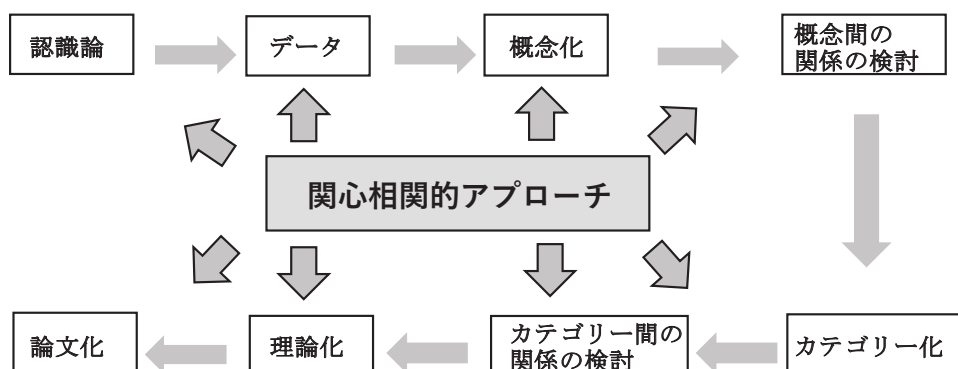 認識論
データ
概念化
概念間の
関係の検討
関心相関的アプローチ
論文化
理論化
カテゴリー間の
関係の検討
カテゴリー化